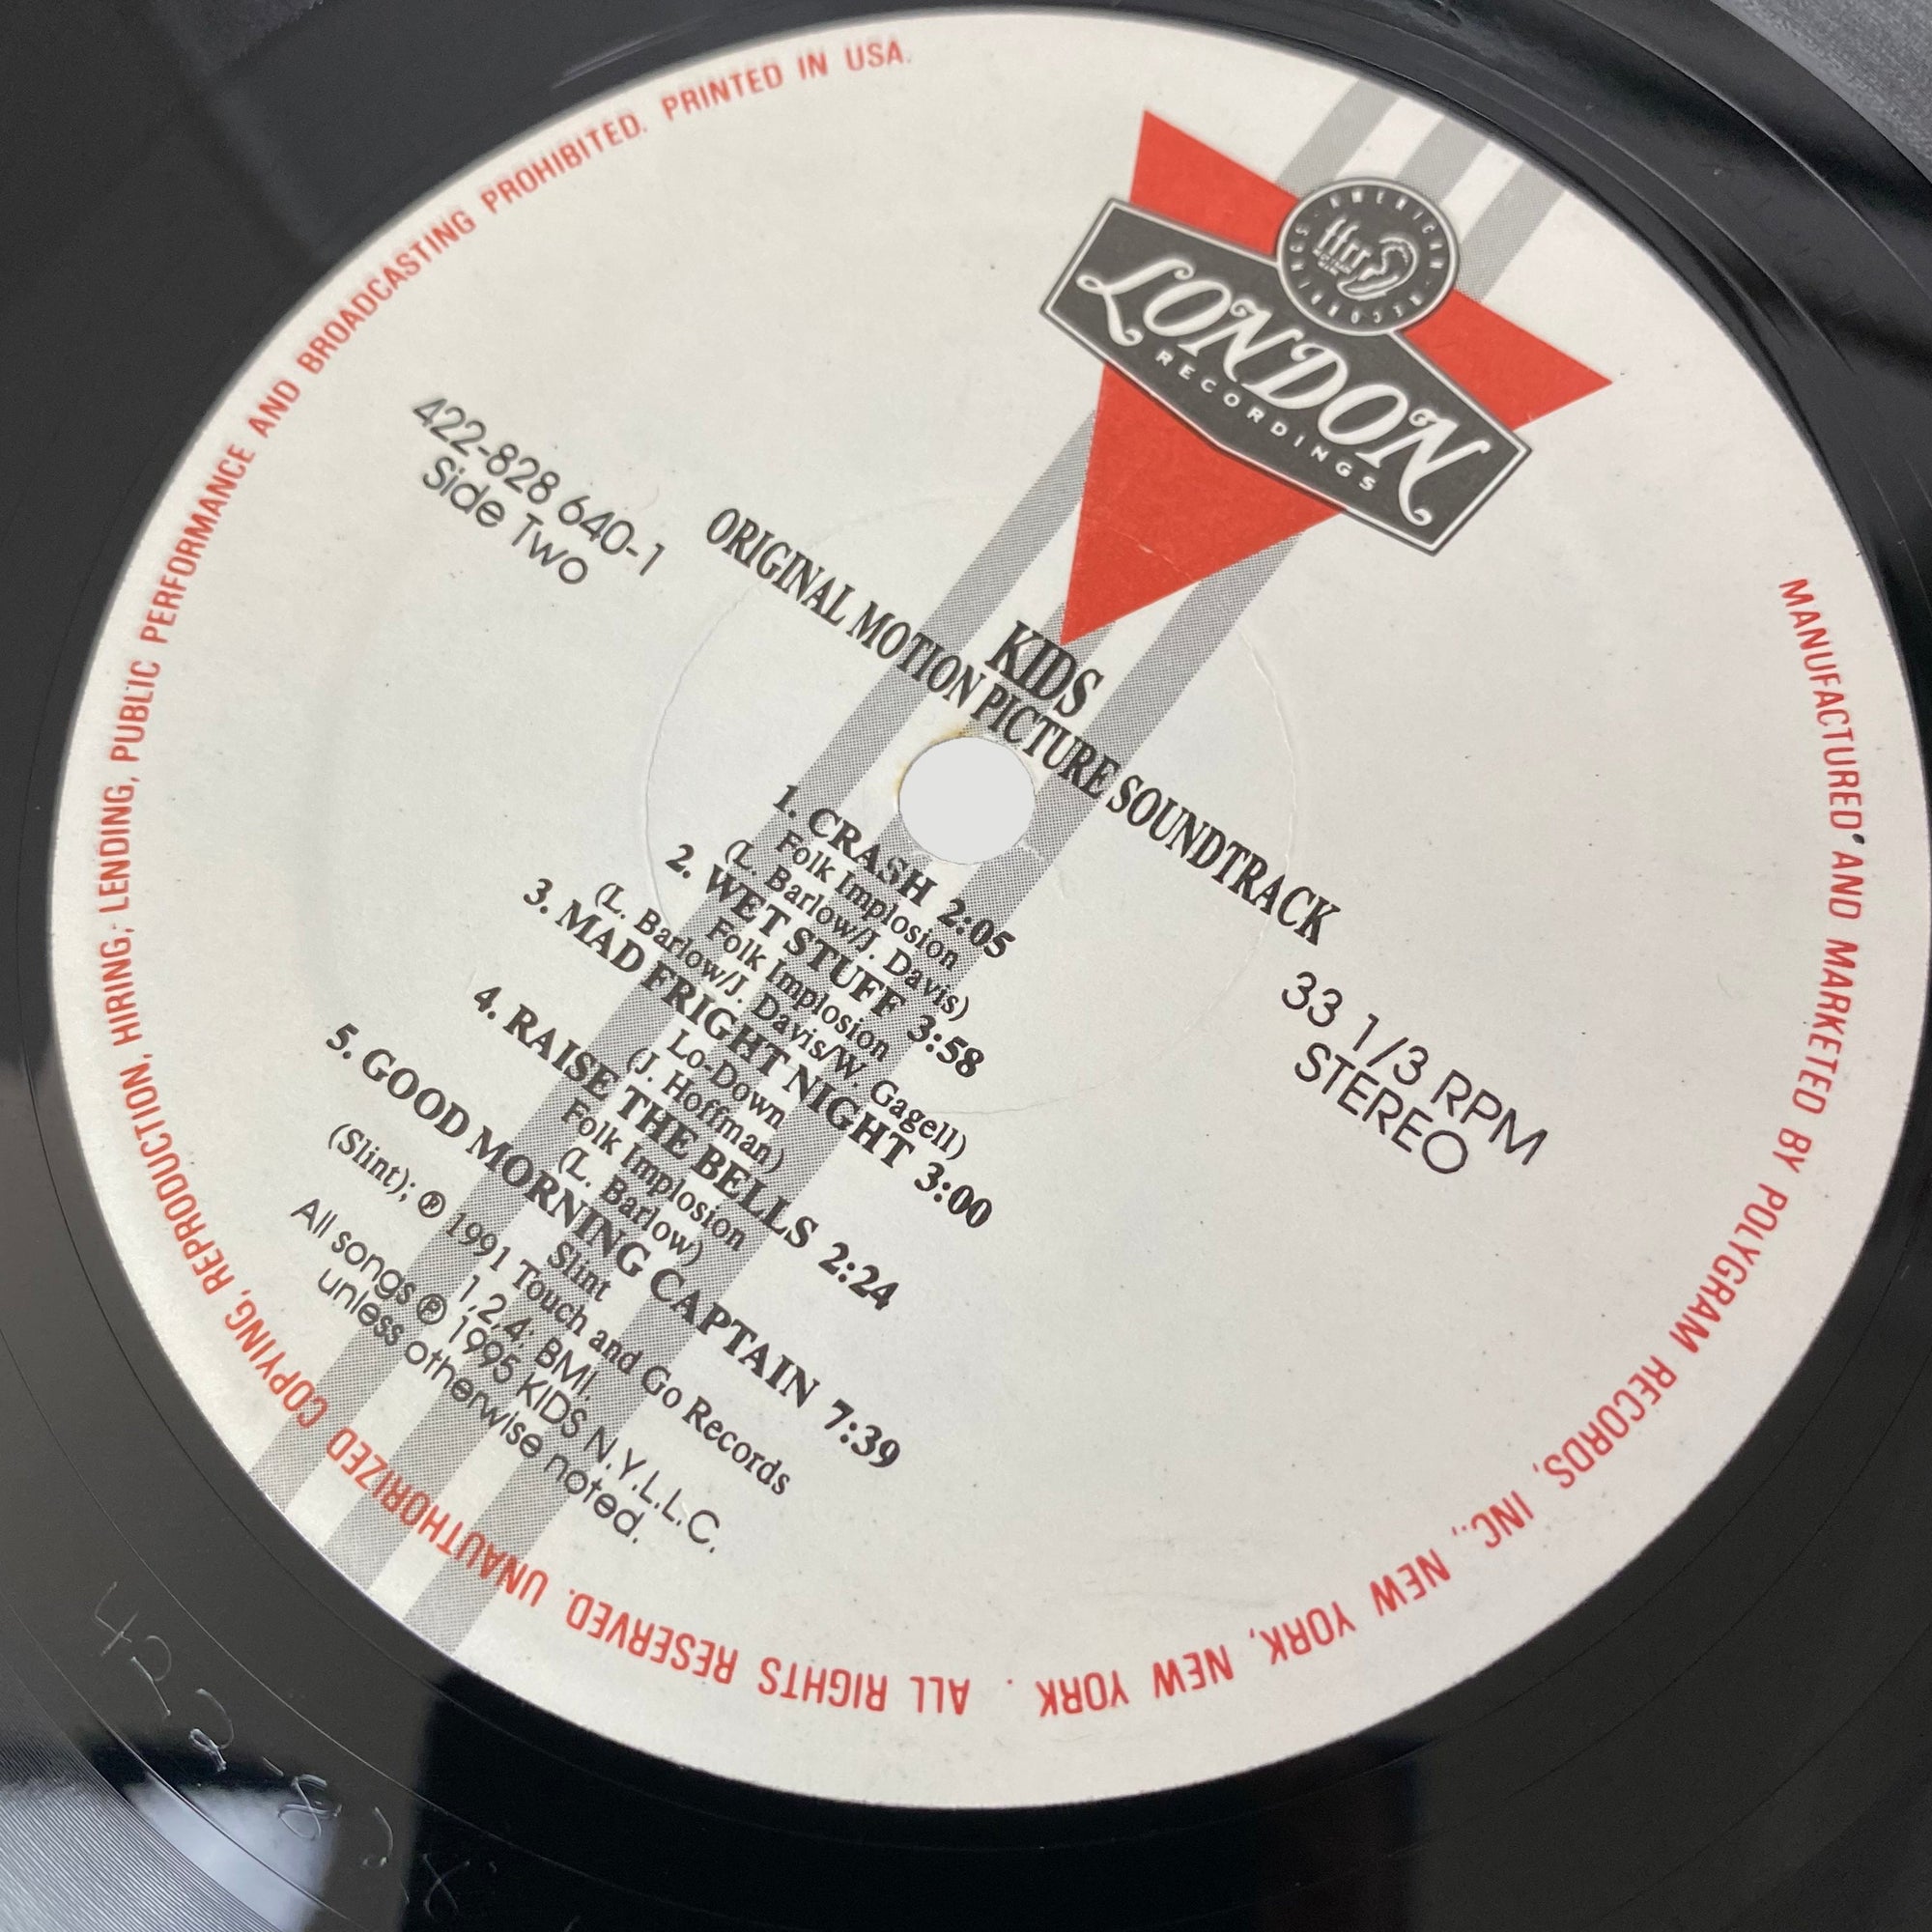 AMERICAN · RECORDINGS ·
ffrr
LONDON
RECORDINGS
422-828 640-1
Side Two
KIDS
ORIGINAL MOTION PICTURE SOUNDTRACK
33 1/3 RPM
STEREO
1. CRASH 2:05
Folk Implosion
(L. Barlow/J. Davis)
2. WET STUFF 3:58
Folk Implosion
(L. Barlow/J. Davis/W. Gagell)
3. MAD FRIGHT NIGHT 3:00
Lo-Down
(J. Hoffman)
4. RAISE THE BELLS 2:24
Folk Implosion
(L. Barlow)
5. GOOD MORNING CAPTAIN 7:39
Slint
(Slint); ℗ 1991 Touch and Go Records
1,2,4: BMI.
All songs ℗ 1995 KIDS N.Y.L.L.C.
unless otherwise noted.
MANUFACTURED AND MARKETED BY POLYGRAM RECORDS, INC., NEW YORK, NEW YORK . ALL RIGHTS RESERVED. UNAUTHORIZED COPYING, REPRODUCTION, HIRING, LENDING, PUBLIC PERFORMANCE AND BROADCASTING PROHIBITED. PRINTED IN USA.
422-828